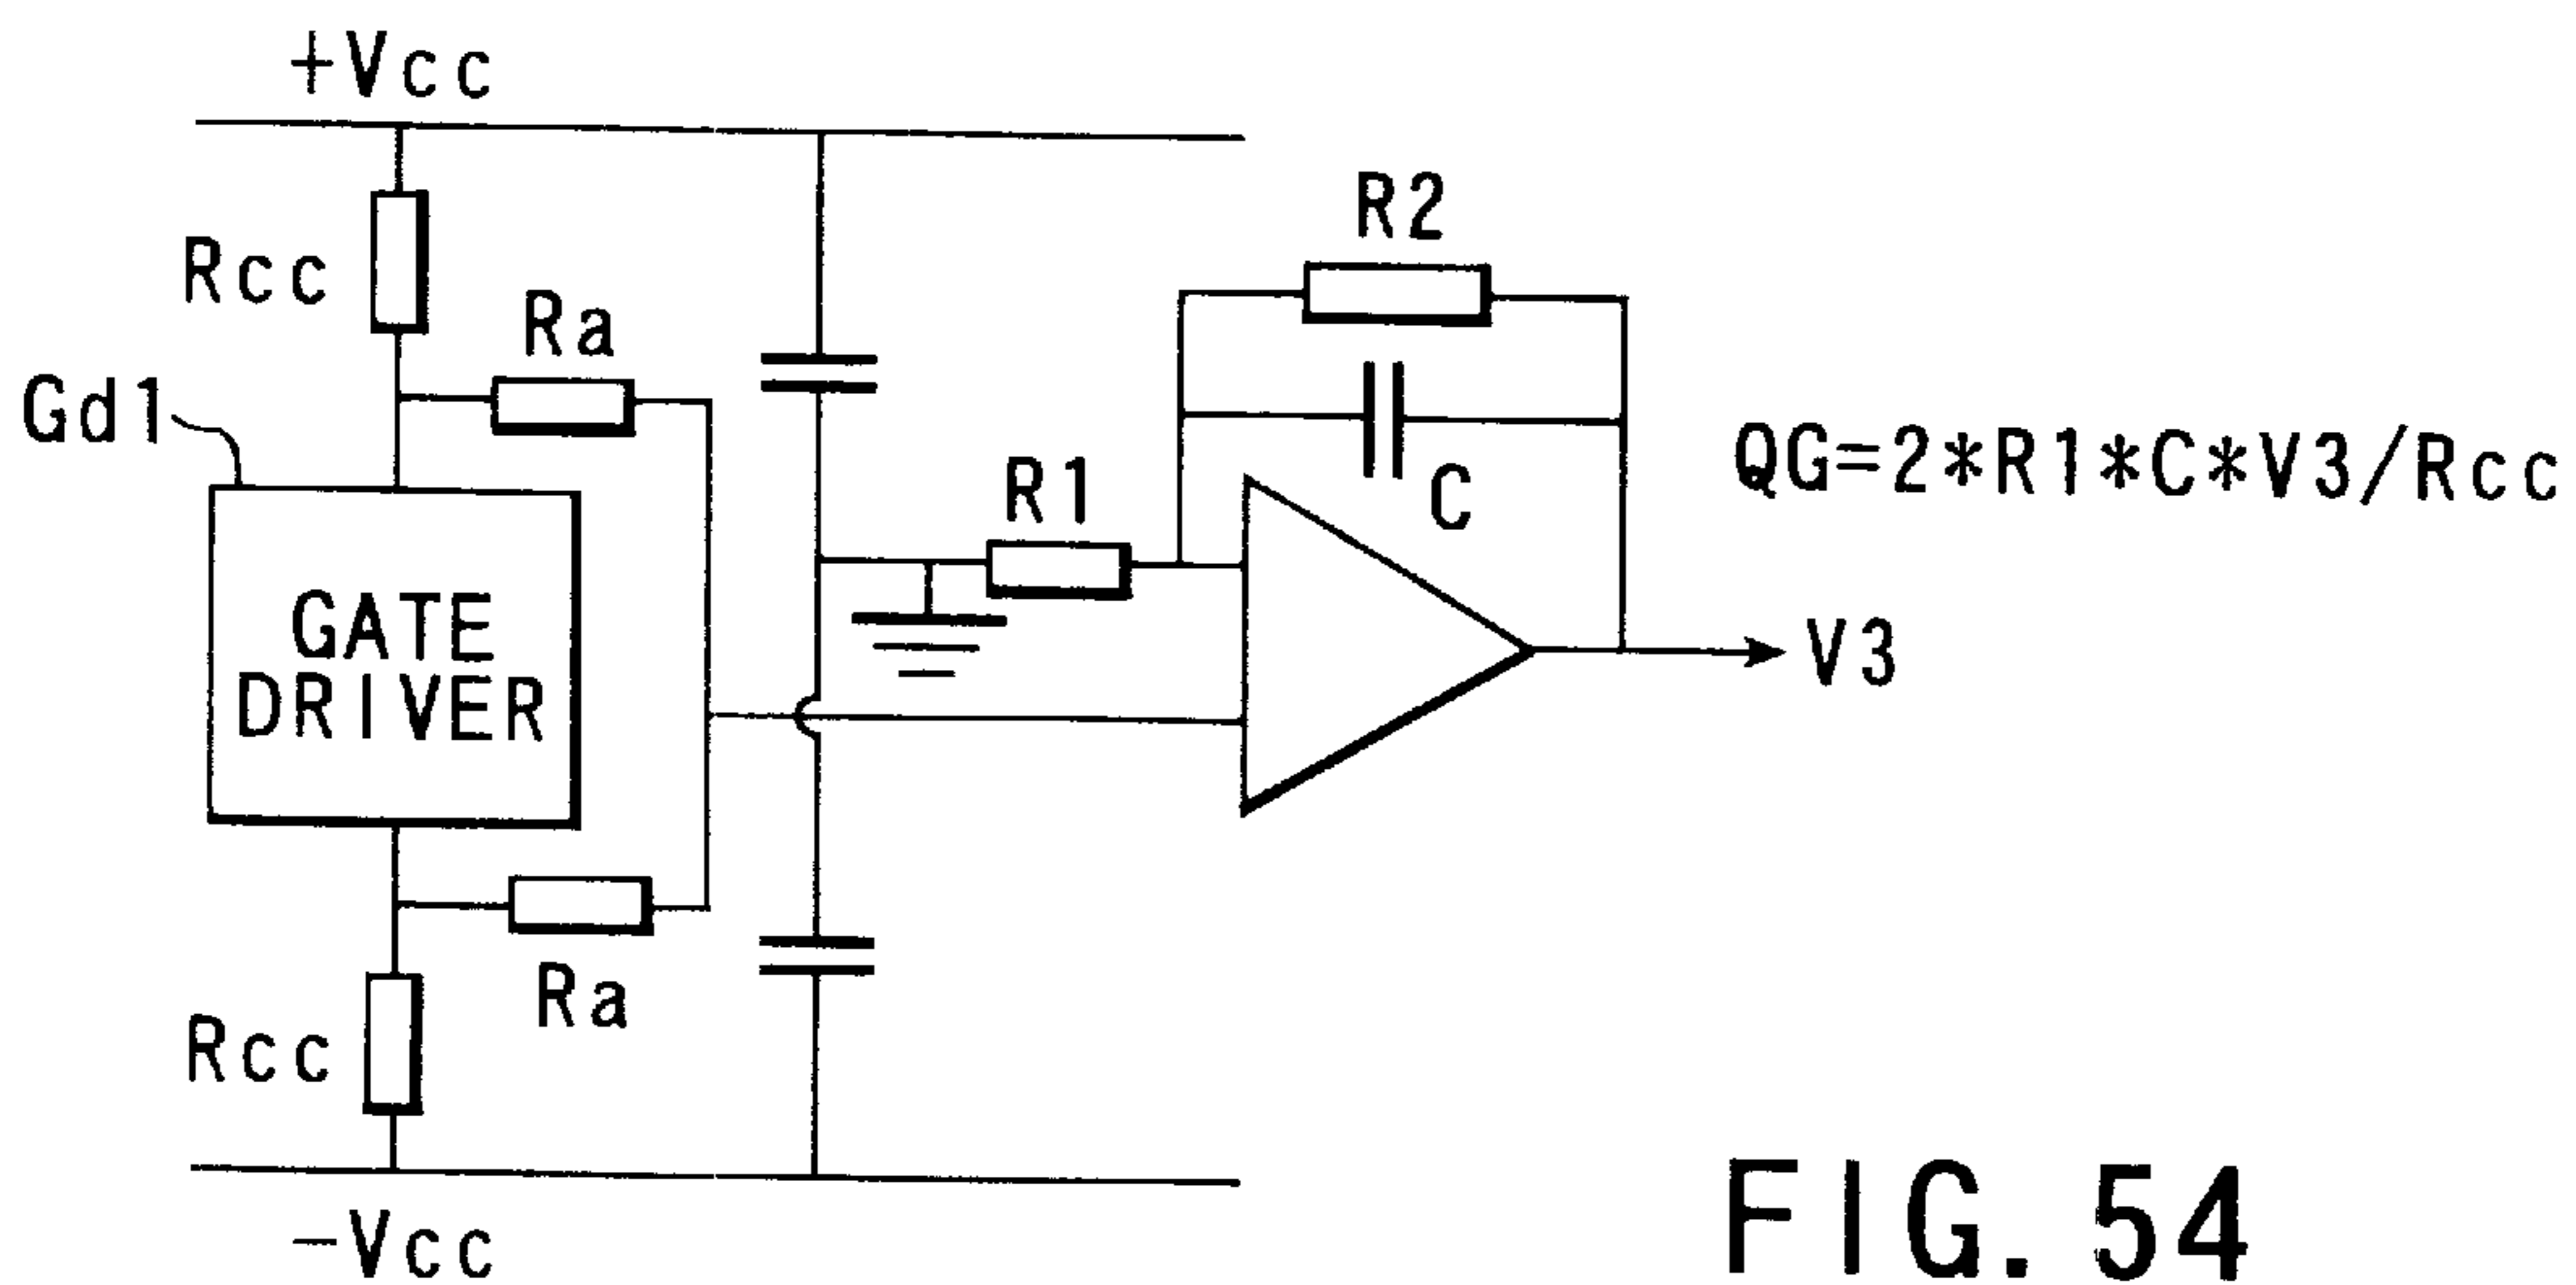 +Vcc
Rcc
Ra
R2
Gd1
C
R1
QG=2*R1*C*V3/Rcc
GATE
DRIVER
V3
Ra
Rcc
-Vcc
FIG. 54